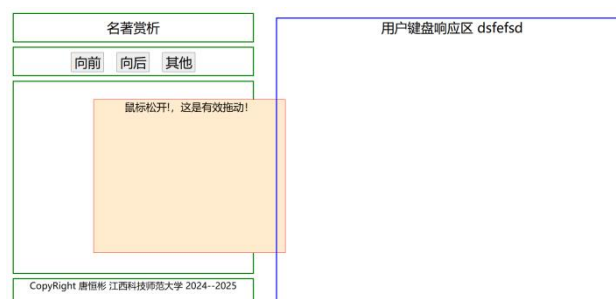 名著赏析
向前 向后 其他
鼠标松开!，这是有效拖动!
CopyRight 唐恒彬 江西科技师范大学 2024--2025
用户键盘响应区 dsfefsd